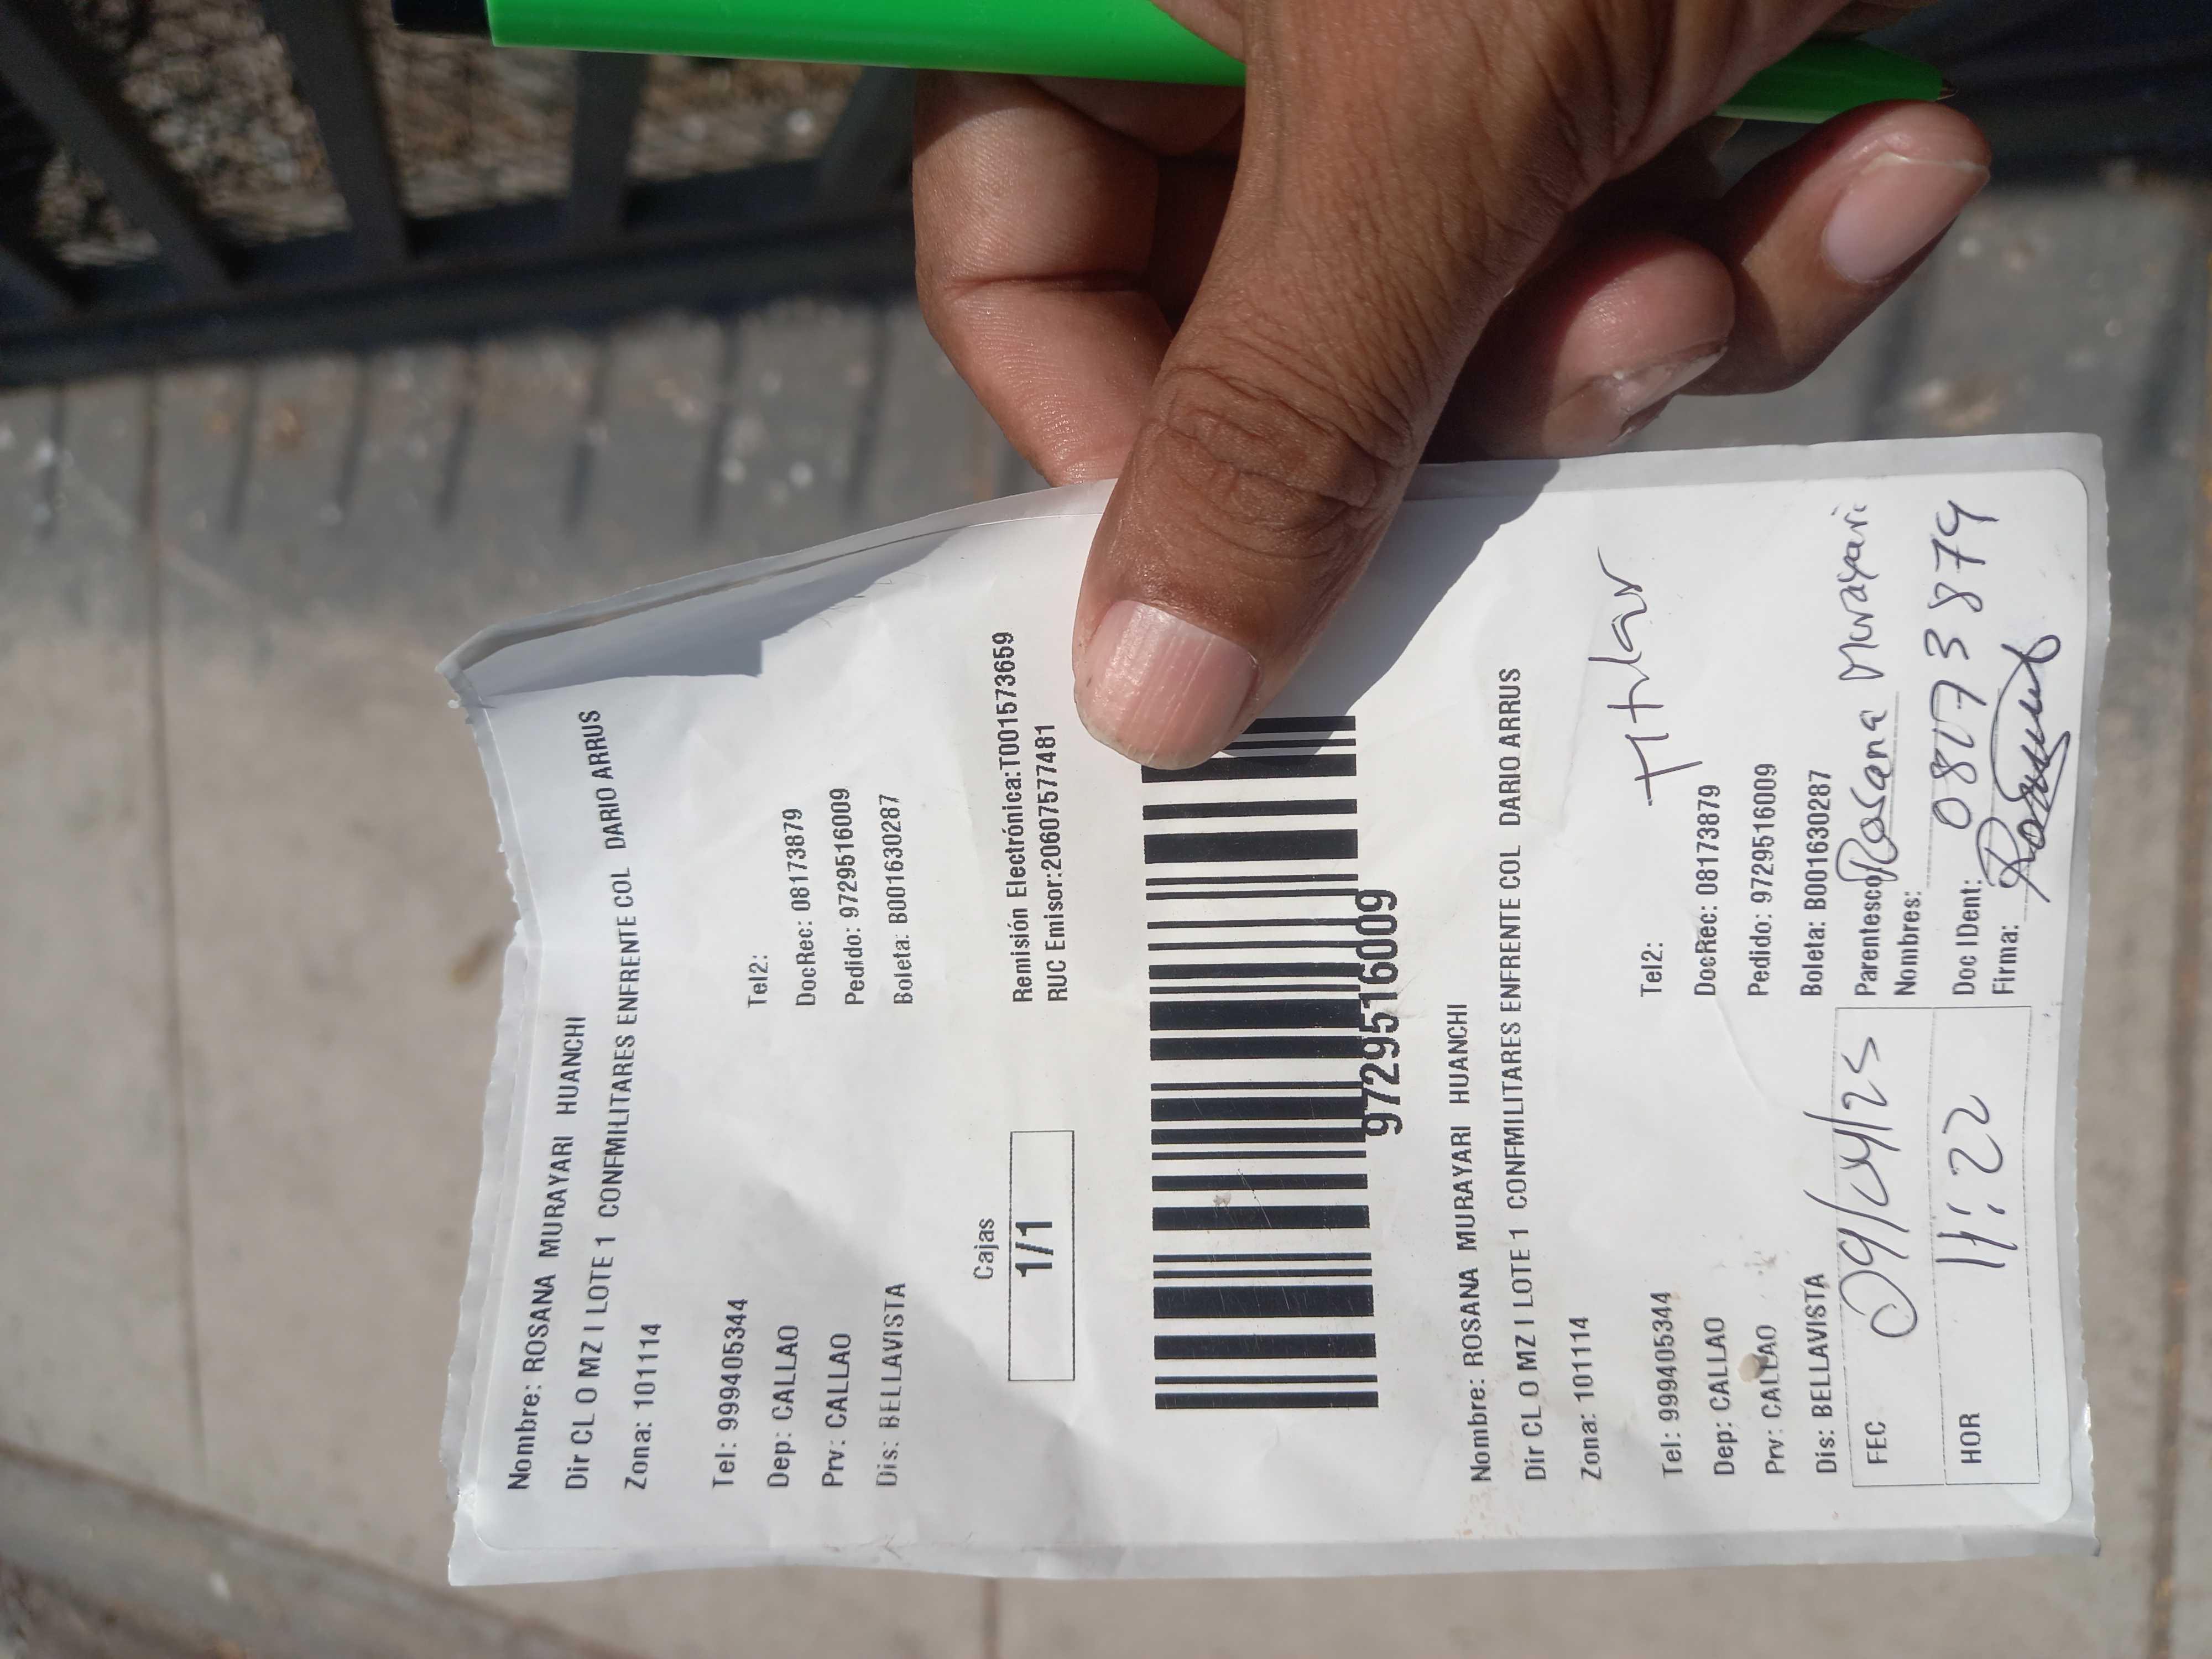 Nombre: ROSANA MURAYARI HUANCHI
Dir CL O MZ I LOTE 1 CONFMILITARES ENFRENTE COL DARIO ARRUS
Zona: 101114
Tel: 999405344 Tel2:
Dep: CALLAO DocRec: 08173879
Prv: CALLAO Pedido: 9729516009
Dis: BELLAVISTA Boleta: B001630287
Cajas
1/1
Remisión Electrónica:T001573659
RUC Emisor:20607577481
9729516009
Nombre: ROSANA MURAYARI HUANCHI
Dir CL O MZ I LOTE 1 CONFMILITARES ENFRENTE COL DARIO ARRUS
Zona: 101114
Titular
Tel: 999405344 Tel2:
Dep: CALLAO DocRec: 08173879
Prv: CALLAO Pedido: 9729516009
Dis: BELLAVISTA Boleta: B001630287
FEC 09/04/25 Parentesco
Nombres: Rosana Murayari
HOR 11:22 Doc IDent: 08173879
Firma: